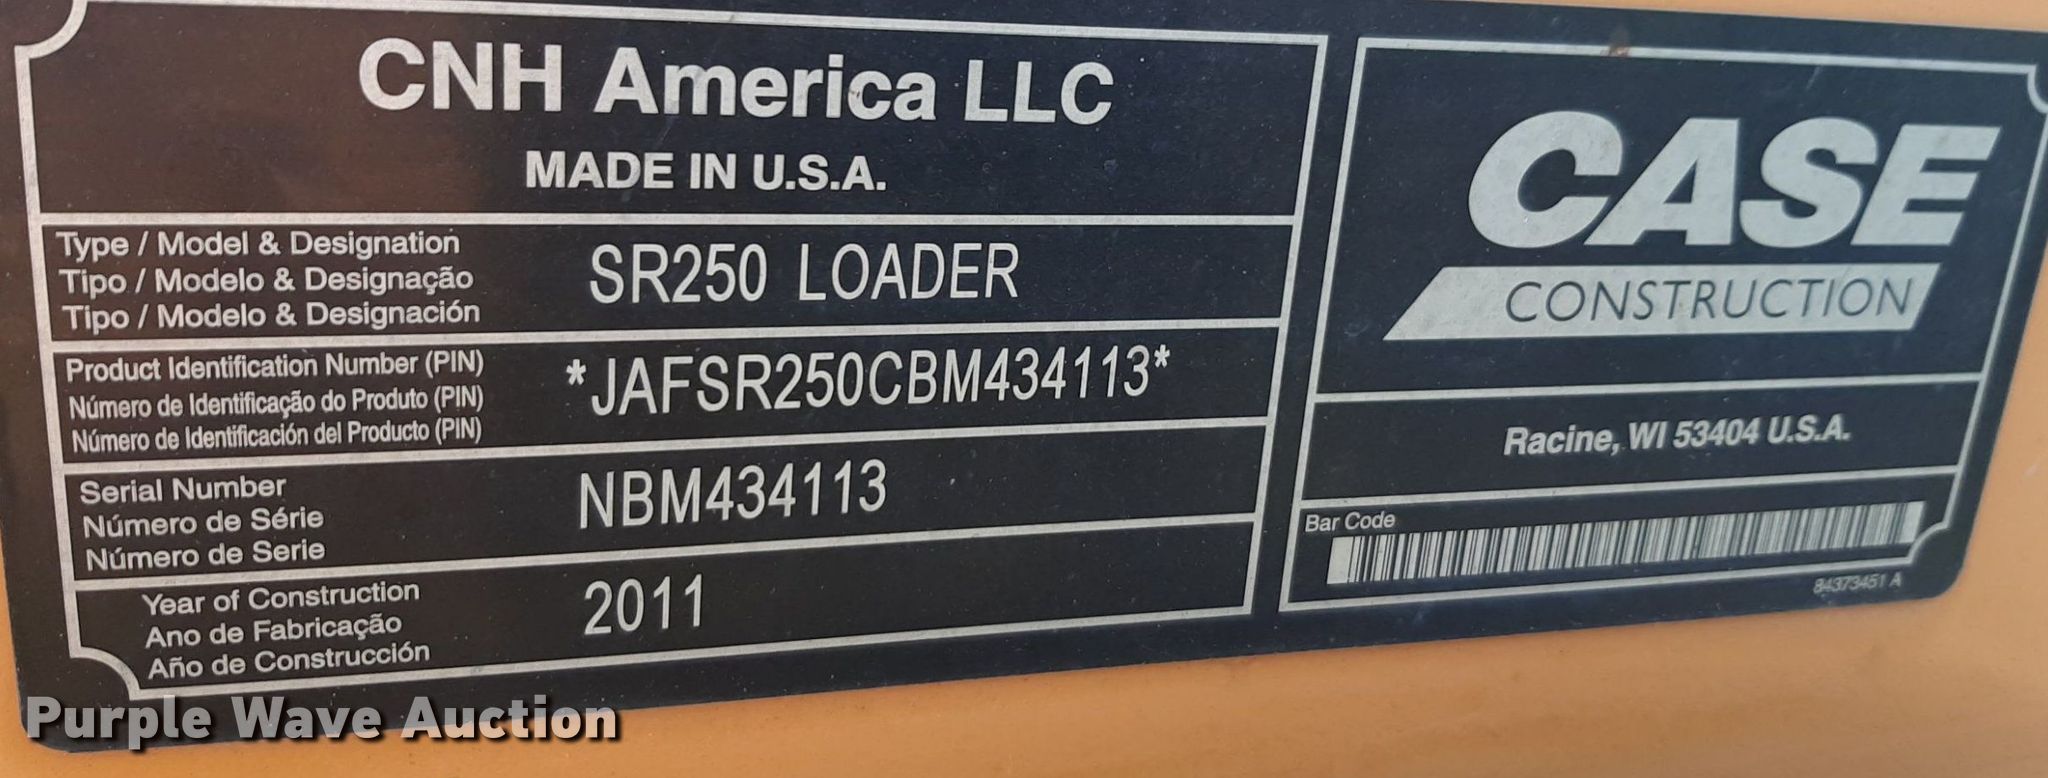 CNH America LLC
MADE IN U.S.A.
Type / Model & Designation
Tipo / Modelo & Designação
Tipo / Modelo & Designación
SR250 LOADER
Product Identification Number (PIN)
Número de Identificação do Produto (PIN)
Número de Identificación del Producto (PIN)
*JAFSR250CBM434113*
Serial Number
Número de Série
Número de Serie
NBM434113
Year of Construction
Ano de Fabricação
Año de Construcción
2011
CASE
CONSTRUCTION
Racine, WI 53404 U.S.A.
Bar Code
84373451 A
Purple Wave Auction